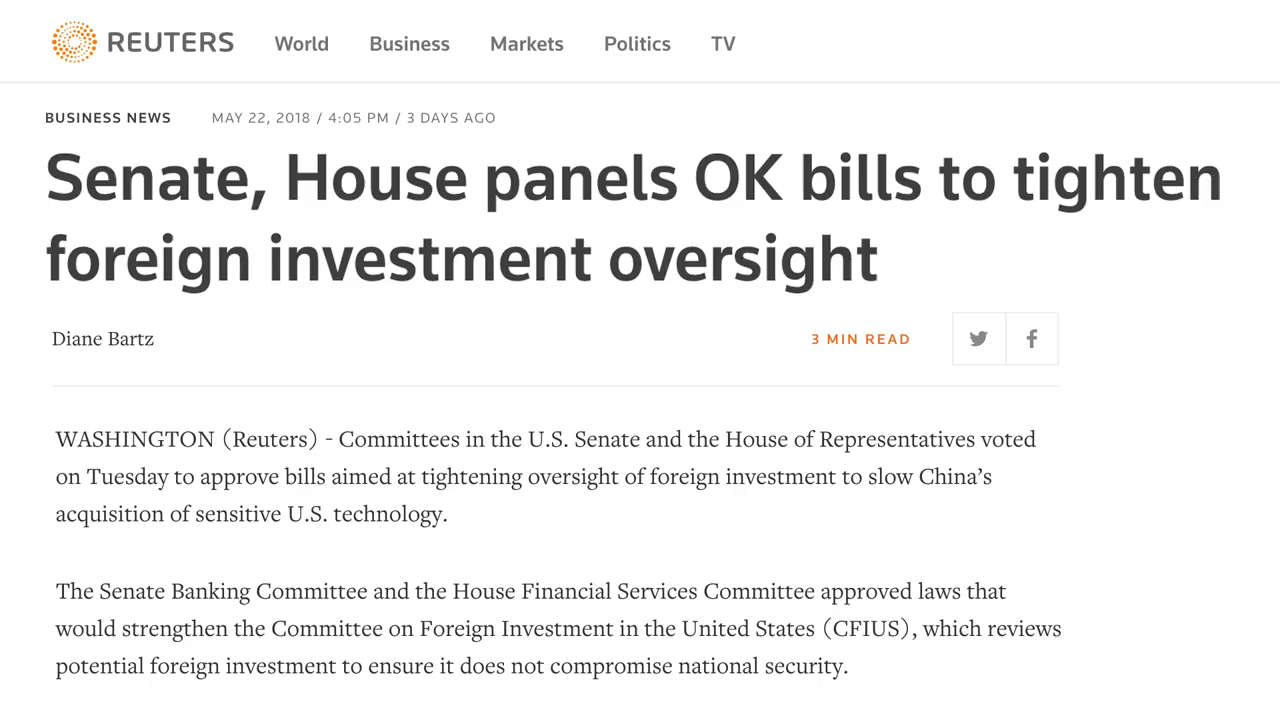 REUTERS World Business Markets Politics TV
BUSINESS NEWS MAY 22, 2018 / 4:05 PM / 3 DAYS AGO
Senate, House panels OK bills to tighten
foreign investment oversight
Diane Bartz 3 MIN READ
WASHINGTON (Reuters) - Committees in the U.S. Senate and the House of Representatives voted
on Tuesday to approve bills aimed at tightening oversight of foreign investment to slow China’s
acquisition of sensitive U.S. technology.
The Senate Banking Committee and the House Financial Services Committee approved laws that
would strengthen the Committee on Foreign Investment in the United States (CFIUS), which reviews
potential foreign investment to ensure it does not compromise national security.